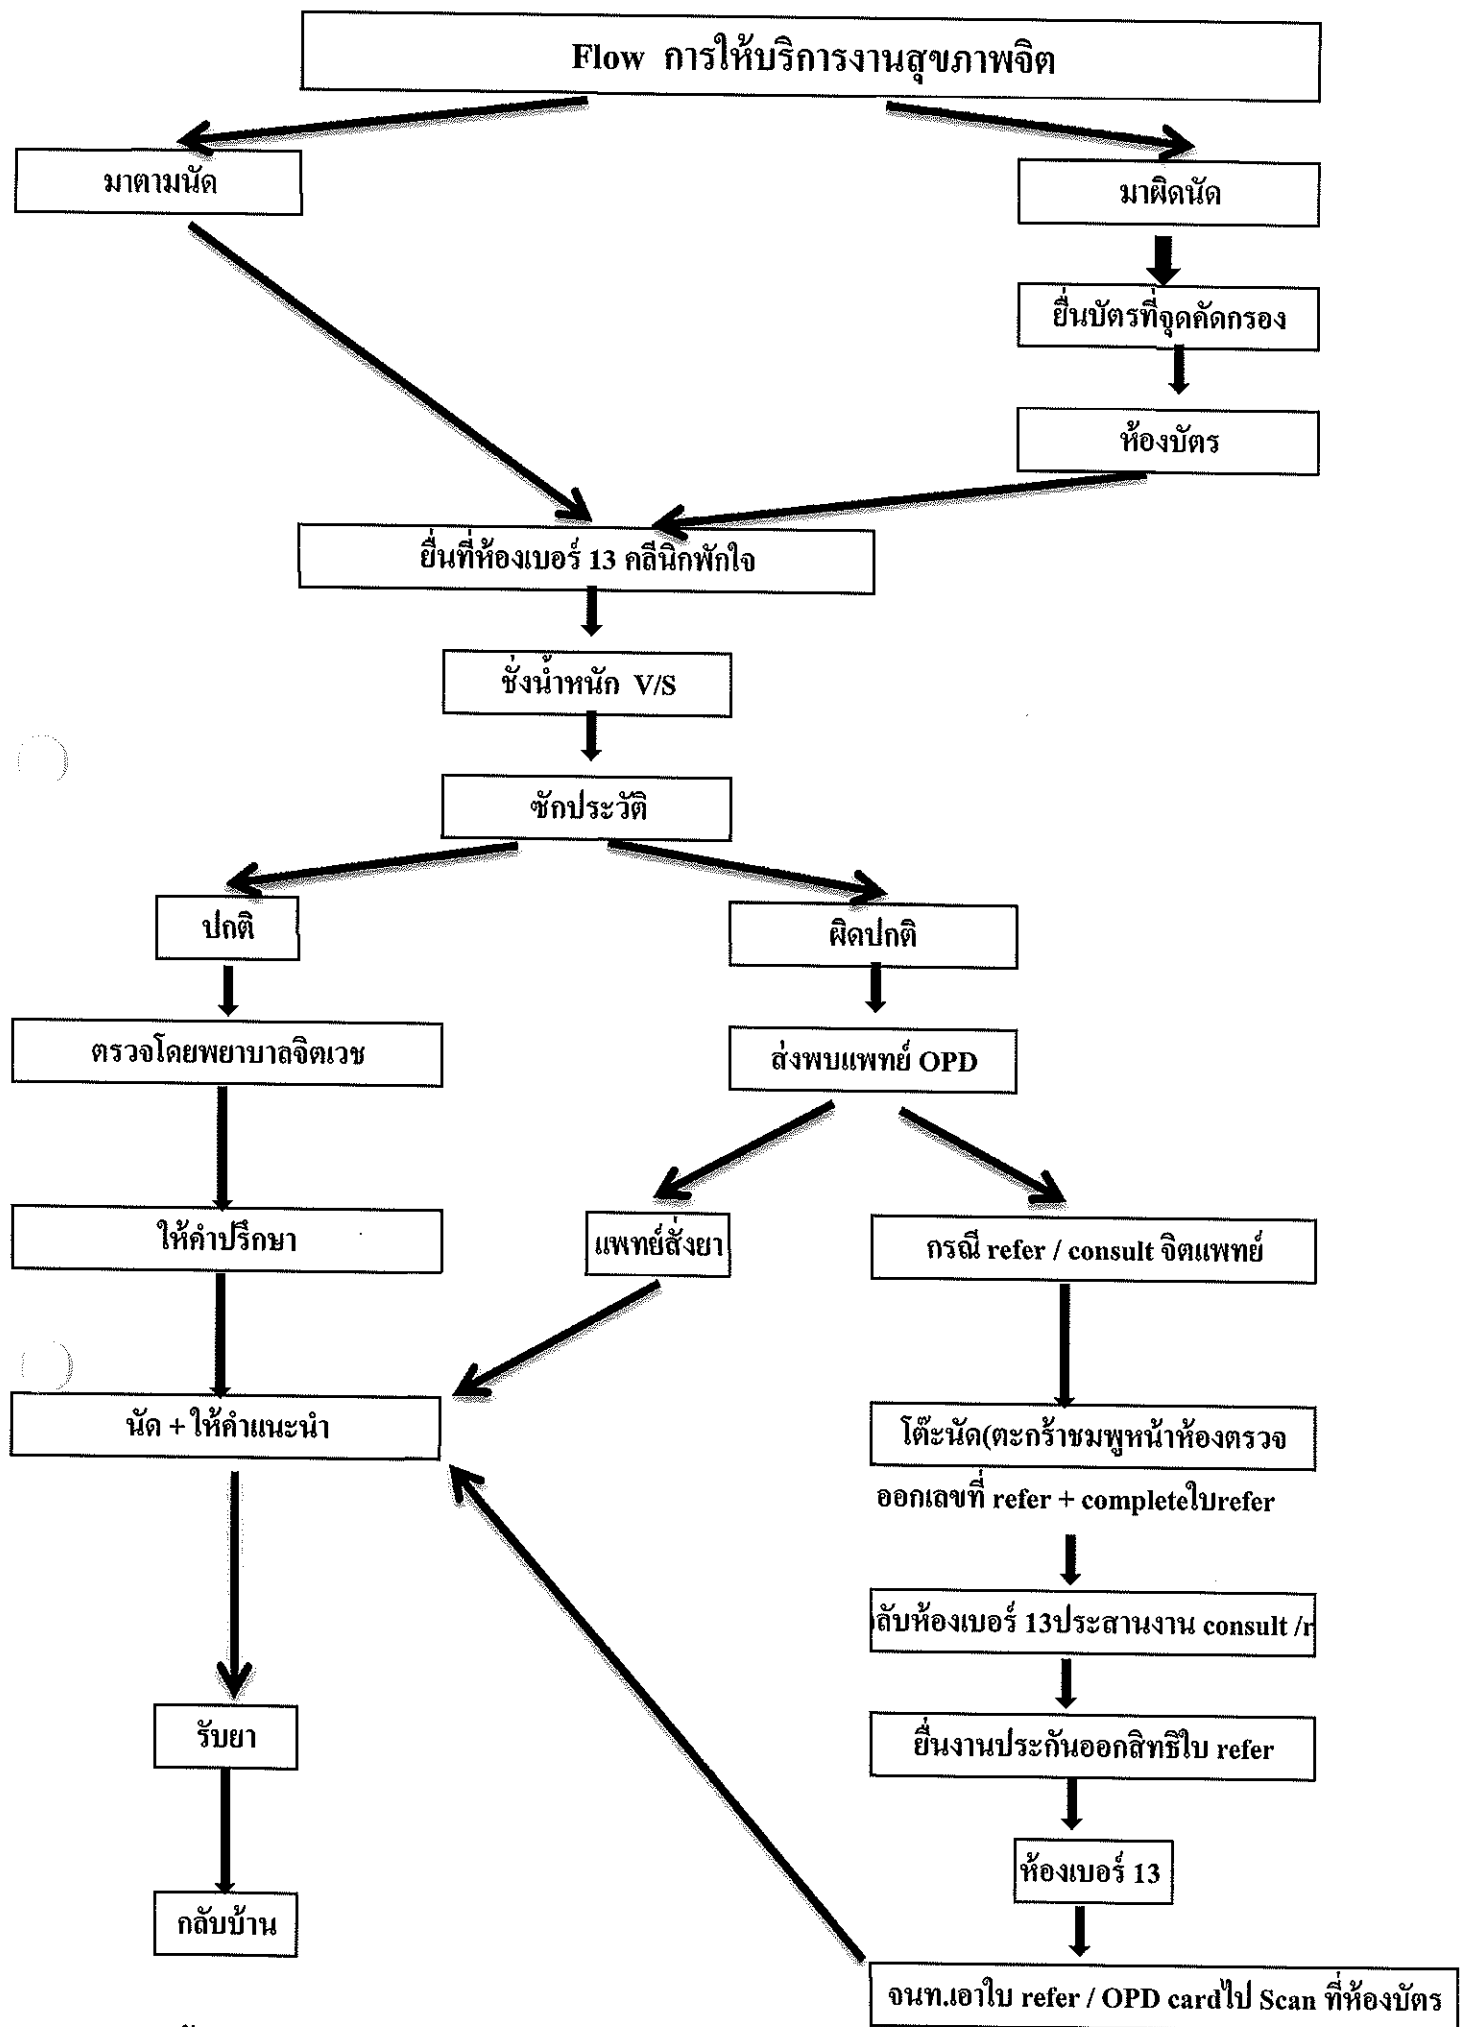 Flow การให้บริการงานสุขภาพจิต
มาตามนัด
มาผิดนัด
ยื่นบัตรที่จุดคัดกรอง
ห้องบัตร
ยื่นที่ห้องเบอร์ 13 คลีนิกพักใจ
ชั่งน้ำหนัก V/S
ซักประวัติ
ปกติ
ผิดปกติ
ตรวจโดยพยาบาลจิตเวช
ส่งพบแพทย์ OPD
ให้คำปรึกษา
แพทย์สั่งยา
กรณี refer / consult จิตแพทย์
นัด + ให้คำแนะนำ
โต๊ะนัด(ตะกร้าชมพูหน้าห้องตรวจ
ออกเลขที่ refer + completeใบrefer
ลับห้องเบอร์ 13ประสานงาน consult /r
รับยา
ยื่นงานประกันออกสิทธิใบ refer
ห้องเบอร์ 13
กลับบ้าน
จนท.เอาใบ refer / OPD cardไป Scan ที่ห้องบัตร